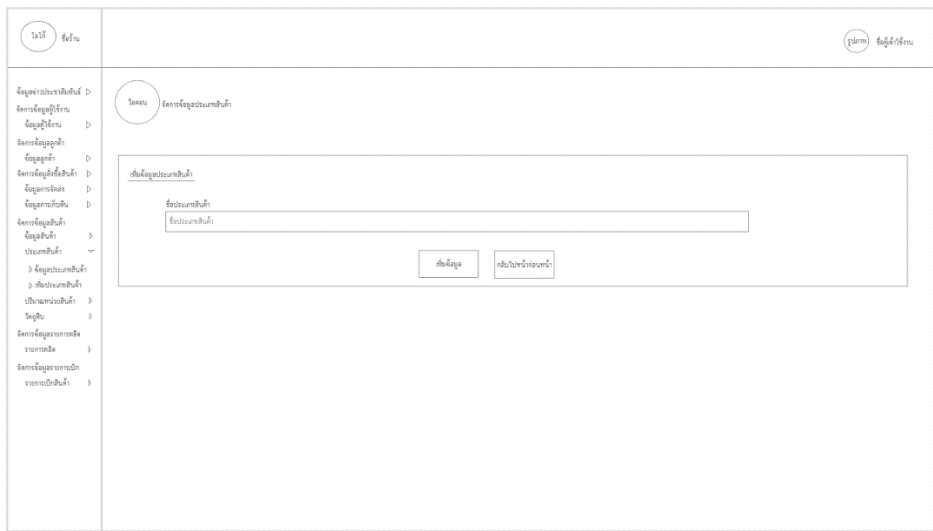 โลโก้
ชื่อร้าน
รูปภาพ
ชื่อผู้เข้าใช้งาน
ข้อมูลข่าวประชาสัมพันธ์
จัดการข้อมูลผู้ใช้งาน
ข้อมูลผู้ใช้งาน
จัดการข้อมูลลูกค้า
ข้อมูลลูกค้า
จัดการข้อมูลสั่งซื้อสินค้า
ข้อมูลการจัดส่ง
ข้อมูลการเก็บคืน
จัดการข้อมูลสินค้า
ข้อมูลสินค้า
ประเภทสินค้า
ข้อมูลประเภทสินค้า
เพิ่มประเภทสินค้า
ปริมาณหน่วยสินค้า
วัตถุดิบ
จัดการข้อมูลรายการผลิต
รายการผลิต
จัดการข้อมูลรายการเบิก
รายการเบิกสินค้า
ไอคอน
จัดการข้อมูลประเภทสินค้า
เพิ่มข้อมูลประเภทสินค้า
ชื่อประเภทสินค้า
ชื่อประเภทสินค้า
เพิ่มข้อมูล
กลับไปหน้าก่อนหน้า